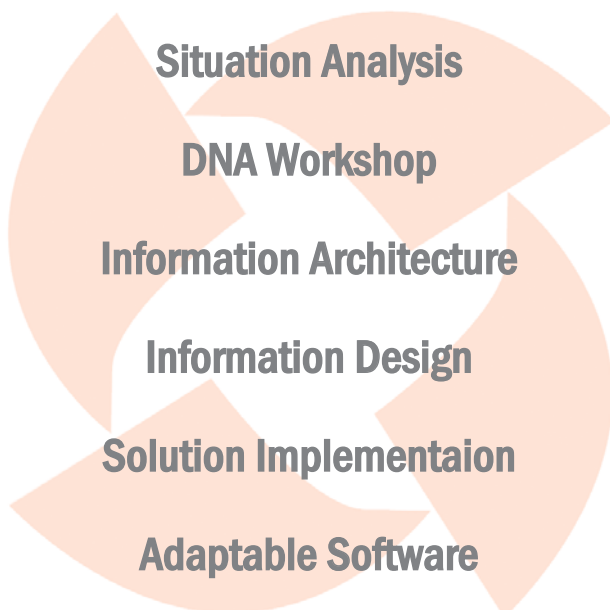 Situation Analysis
DNA Workshop
Information Architecture
Information Design
Solution Implementaion
Adaptable Software